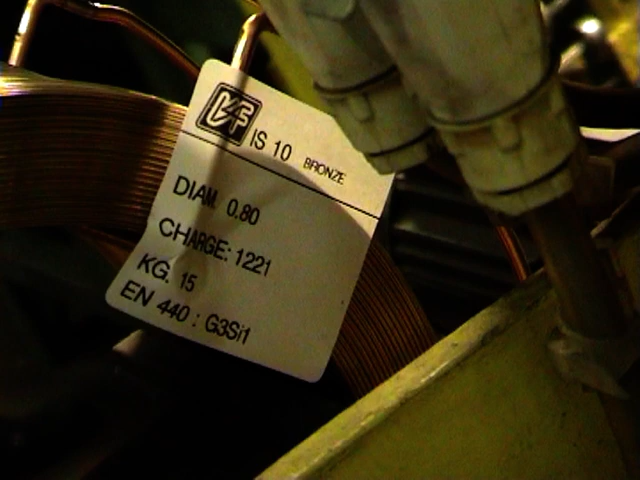 IS 10 BRONZE
DIAM. 0.80
CHARGE: 1221
KG. 15
EN 440 : G3Si1